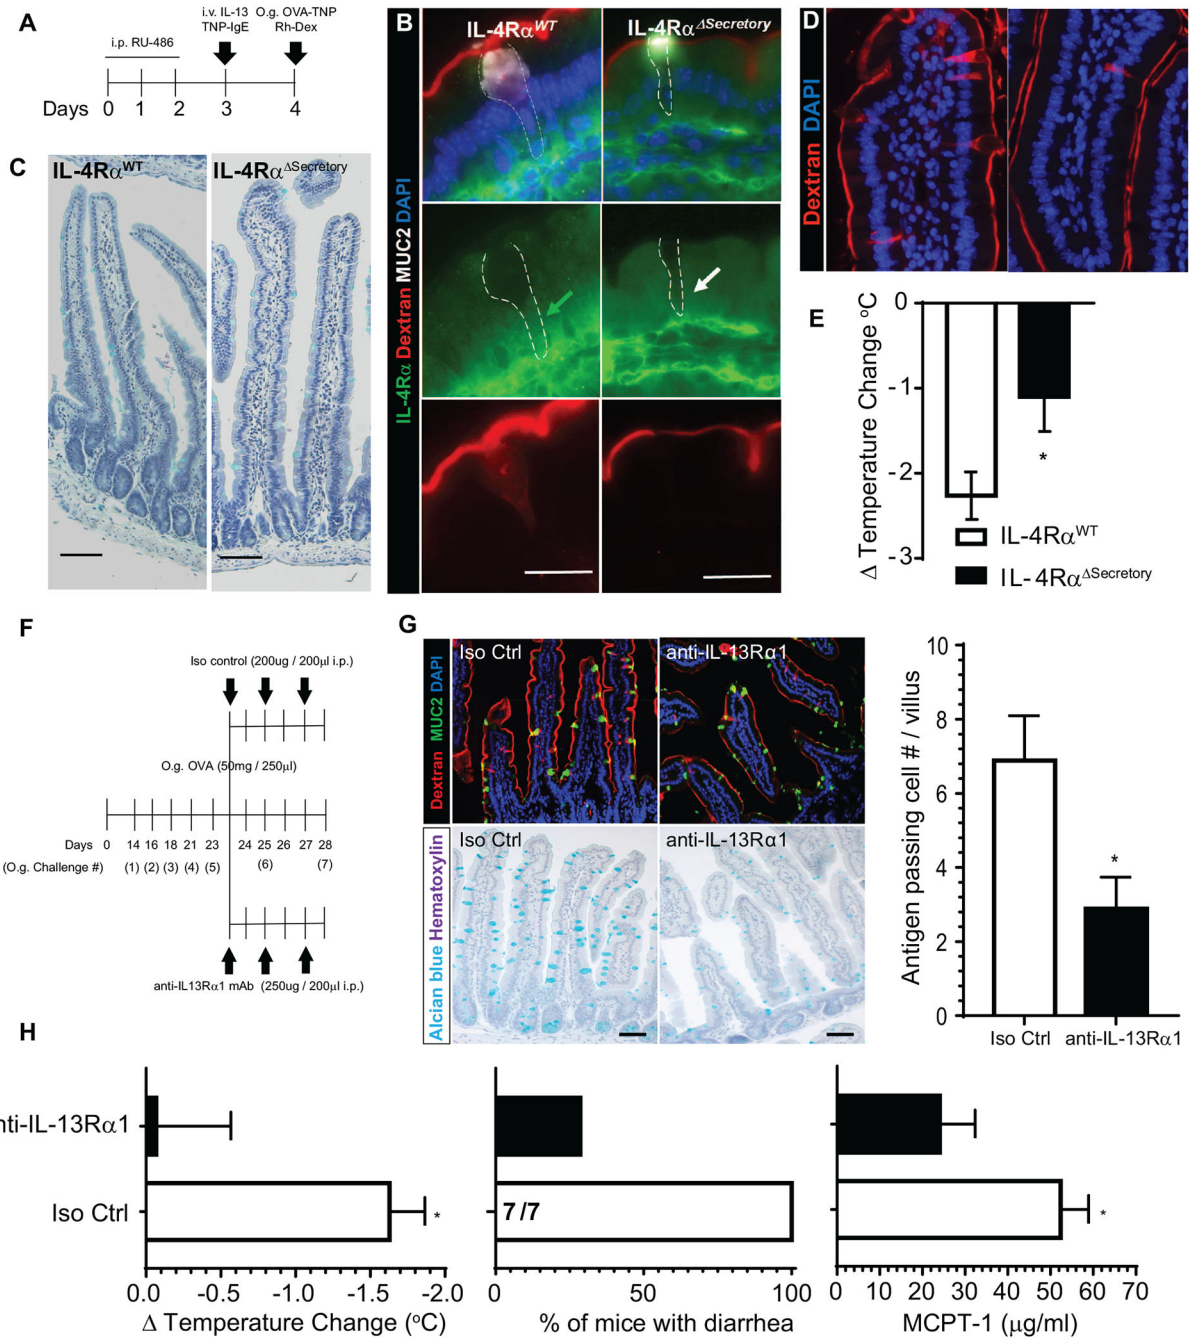 A
i.v. IL-13
TNP-IgE
O.g. OVA-TNP
Rh-Dex
i.p. RU-486
Days 0 1 2 3 4
B
IL-4Rα Dextran MUC2 DAPI
IL-4Rα^WT
IL-4Rα^ΔSecretory
C
IL-4Rα^WT
IL-4Rα^ΔSecretory
D
Dextran DAPI
E
Δ Temperature Change °C
0
-1
-2
-3
*
IL-4Rα^WT
IL-4Rα^ΔSecretory
F
Iso control (200ug / 200µl i.p.)
O.g. OVA (50mg / 250µl)
Days 0 14 16 18 21 23 24 25 26 27 28
(O.g. Challenge #) (1) (2) (3) (4) (5) (6) (7)
anti-IL13Rα1 mAb (250ug / 200µl i.p.)
G
Dextran MUC2 DAPI
Iso Ctrl
anti-IL-13Rα1
Alcian blue Hematoxylin
Iso Ctrl
anti-IL-13Rα1
Antigen passing cell # / villus
10
8
6
4
2
0
*
Iso Ctrl anti-IL-13Rα1
H
nti-IL-13Rα1
Iso Ctrl
*
0.0 -0.5 -1.0 -1.5 -2.0
Δ Temperature Change (°C)
7/7
0 50 100
% of mice with diarrhea
*
0 10 20 30 40 50 60 70
MCPT-1 (µg/ml)